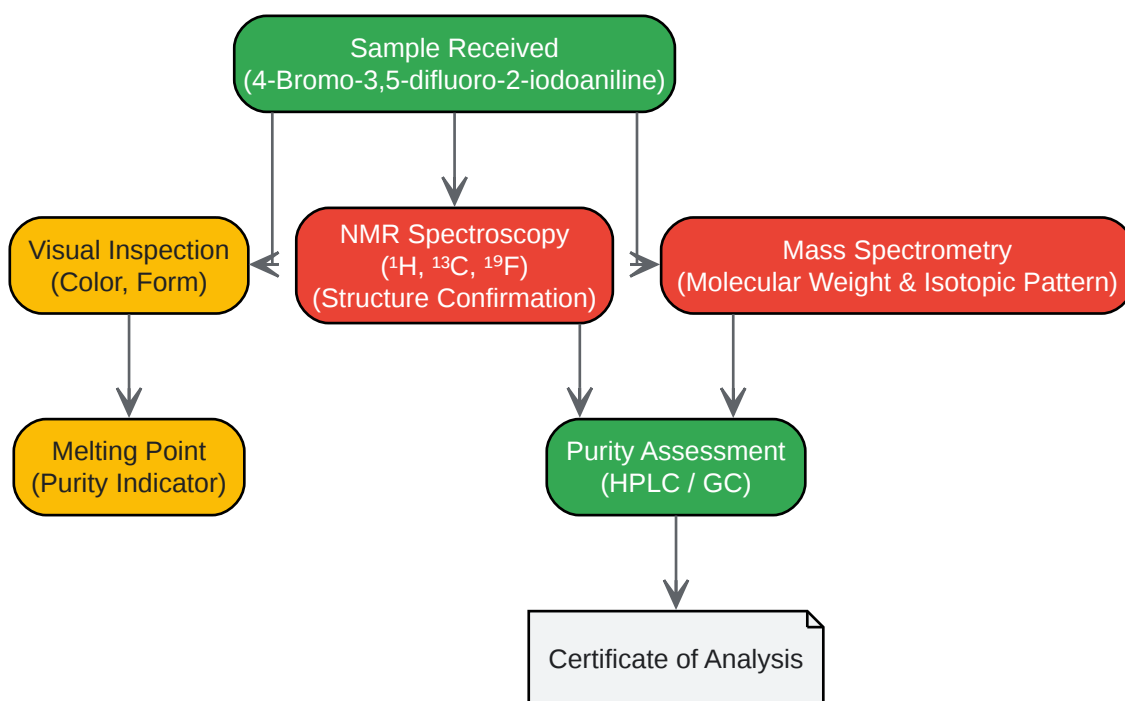 Sample Received
(4-Bromo-3,5-difluoro-2-iodoaniline)
Visual Inspection
(Color, Form)
NMR Spectroscopy
(¹H, ¹³C, ¹⁹F)
(Structure Confirmation)
Mass Spectrometry
(Molecular Weight & Isotopic Pattern)
Melting Point
(Purity Indicator)
Purity Assessment
(HPLC / GC)
Certificate of Analysis